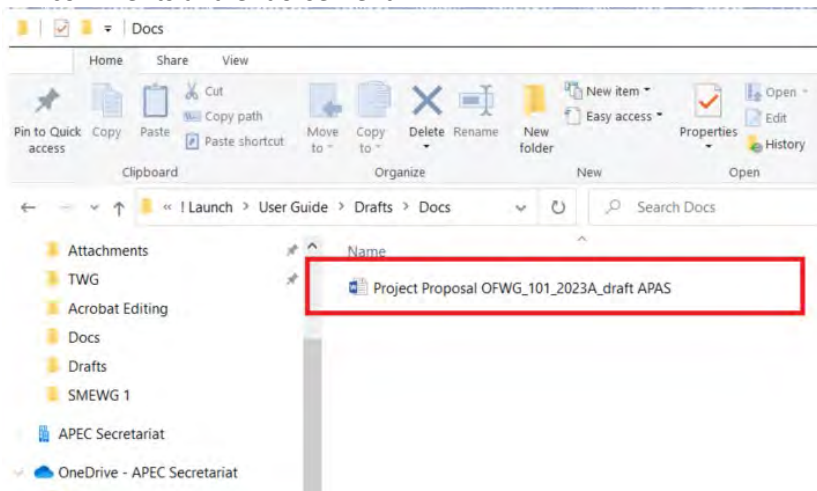 Docs
Home Share View
Pin to Quick access
Copy
Paste
Cut
Copy path
Paste shortcut
Clipboard
Move to
Copy to
Delete
Rename
Organize
New folder
New item
Easy access
New
Properties
Open
Edit
History
Open
« ! Launch > User Guide > Drafts > Docs
Search Docs
Attachments
TWG
Acrobat Editing
Docs
Drafts
SMEWG 1
APEC Secretariat
OneDrive - APEC Secretariat
Name
Project Proposal OFWG_101_2023A_draft APAS